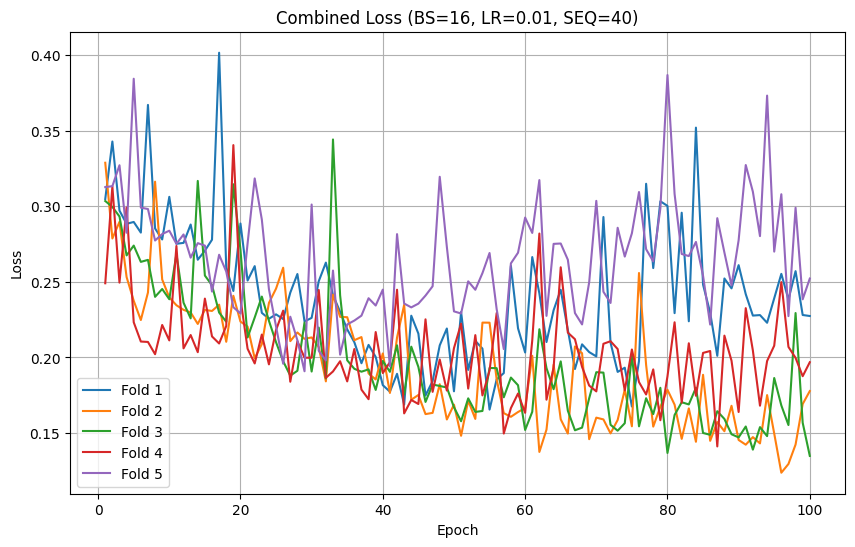 Combined Loss (BS=16, LR=0.01, SEQ=40)
Loss
0.40
0.35
0.30
0.25
0.20
0.15
Fold 1
Fold 2
Fold 3
Fold 4
Fold 5
0 20 40 60 80 100
Epoch